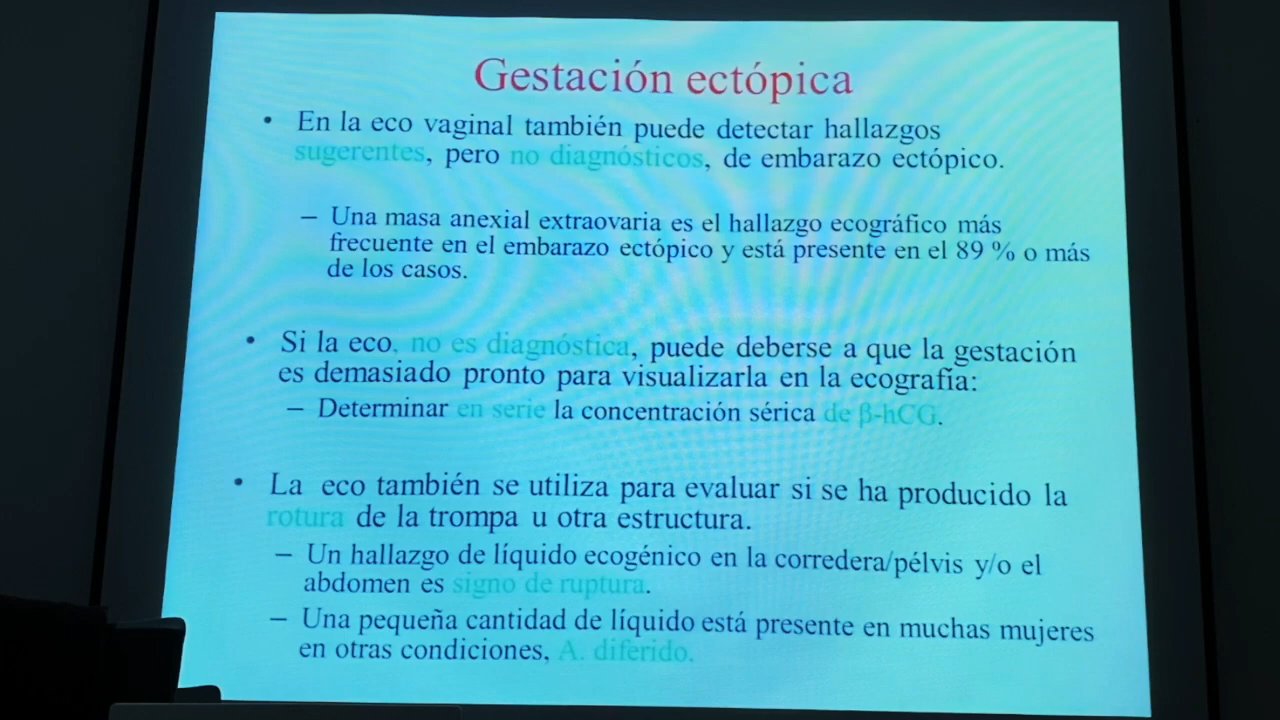 Gestación ectópica
• En la eco vaginal también puede detectar hallazgos
sugerentes, pero no diagnósticos, de embarazo ectópico.
– Una masa anexial extraovaria es el hallazgo ecográfico más
frecuente en el embarazo ectópico y está presente en el 89 % o más
de los casos.
• Si la eco, no es diagnóstica, puede deberse a que la gestación
es demasiado pronto para visualizarla en la ecografía:
– Determinar en serie la concentración sérica de β-hCG.
• La eco también se utiliza para evaluar si se ha producido la
rotura de la trompa u otra estructura.
– Un hallazgo de líquido ecogénico en la corredera/pélvis y/o el
abdomen es signo de ruptura.
– Una pequeña cantidad de líquido está presente en muchas mujeres
en otras condiciones, A. diferido.